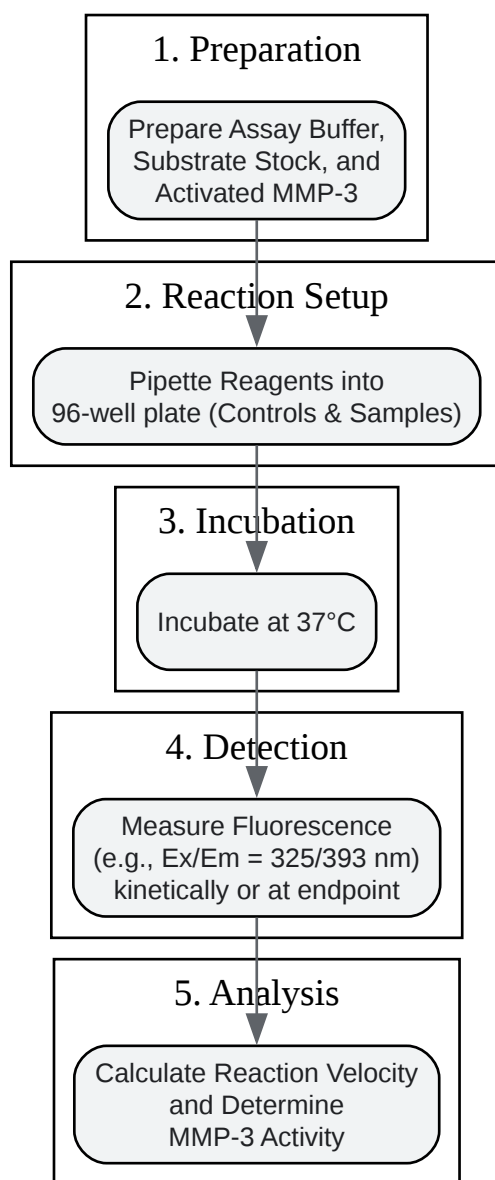 1. Preparation
Prepare Assay Buffer,
Substrate Stock, and
Activated MMP-3
2. Reaction Setup
Pipette Reagents into
96-well plate (Controls & Samples)
3. Incubation
Incubate at 37°C
4. Detection
Measure Fluorescence
(e.g., Ex/Em = 325/393 nm)
kinetically or at endpoint
5. Analysis
Calculate Reaction Velocity
and Determine
MMP-3 Activity